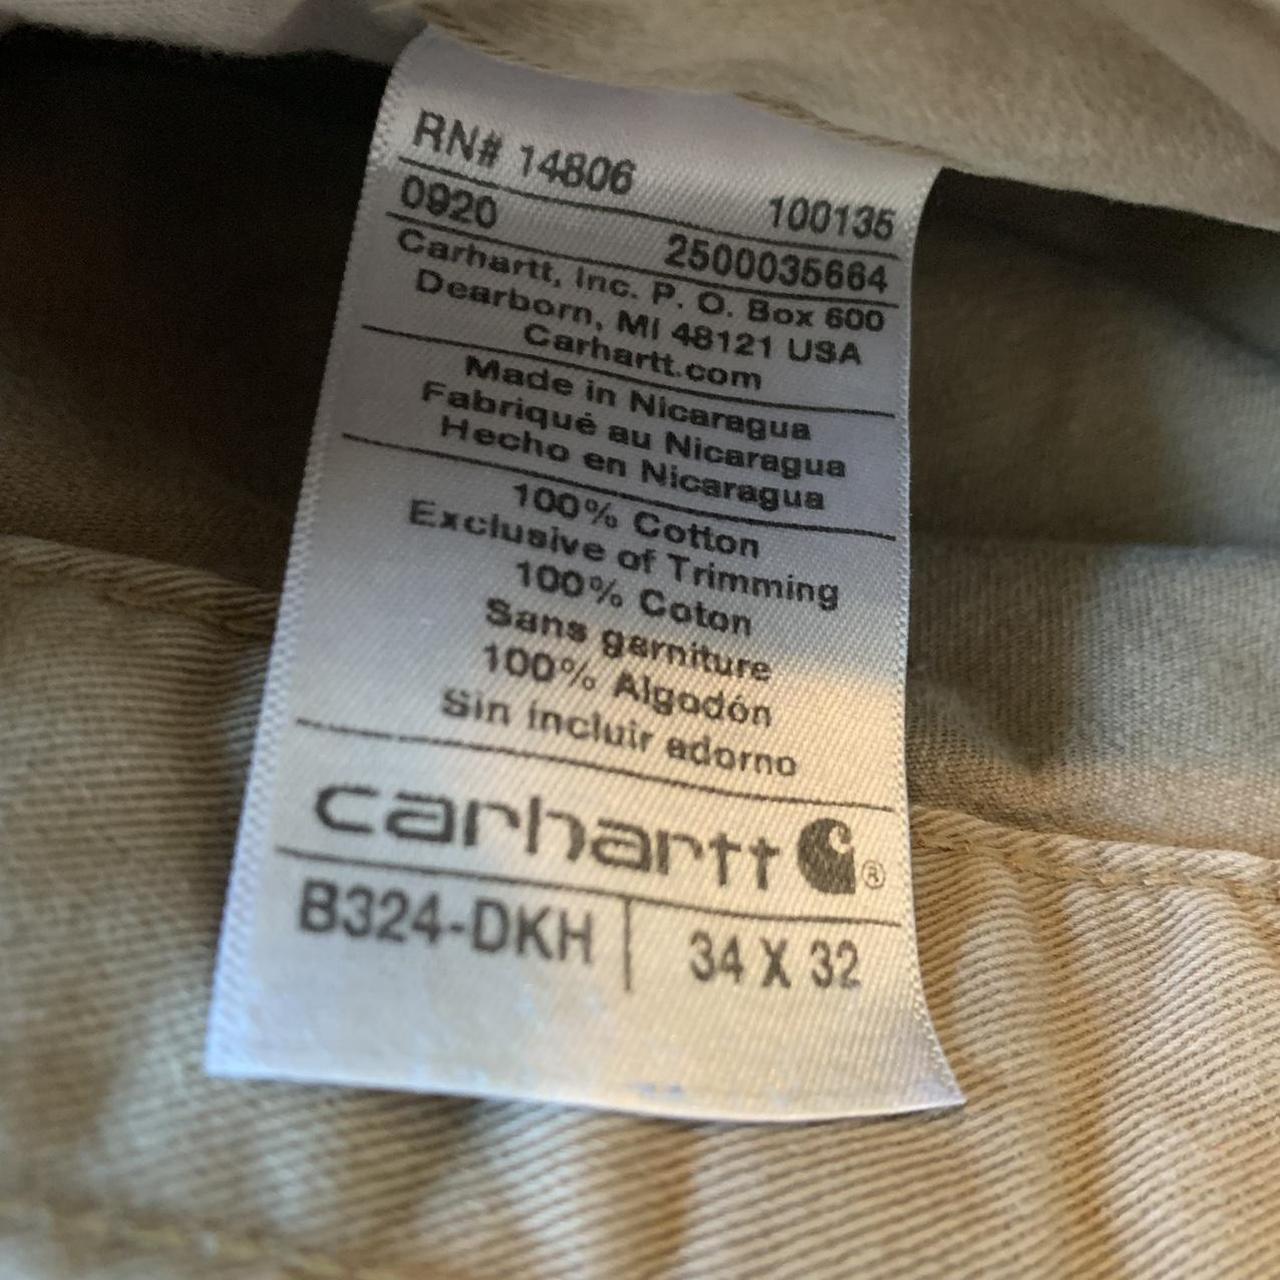 RN# 14806 100135
0920 2500035664
Carhartt, Inc. P. O. Box 600
Dearborn, MI 48121 USA
Carhartt.com
Made in Nicaragua
Fabriqué au Nicaragua
Hecho en Nicaragua
100% Cotton
Exclusive of Trimming
100% Coton
Sans garniture
100% Algodón
Sin incluir adorno
carhartt ®
B324-DKH | 34 X 32